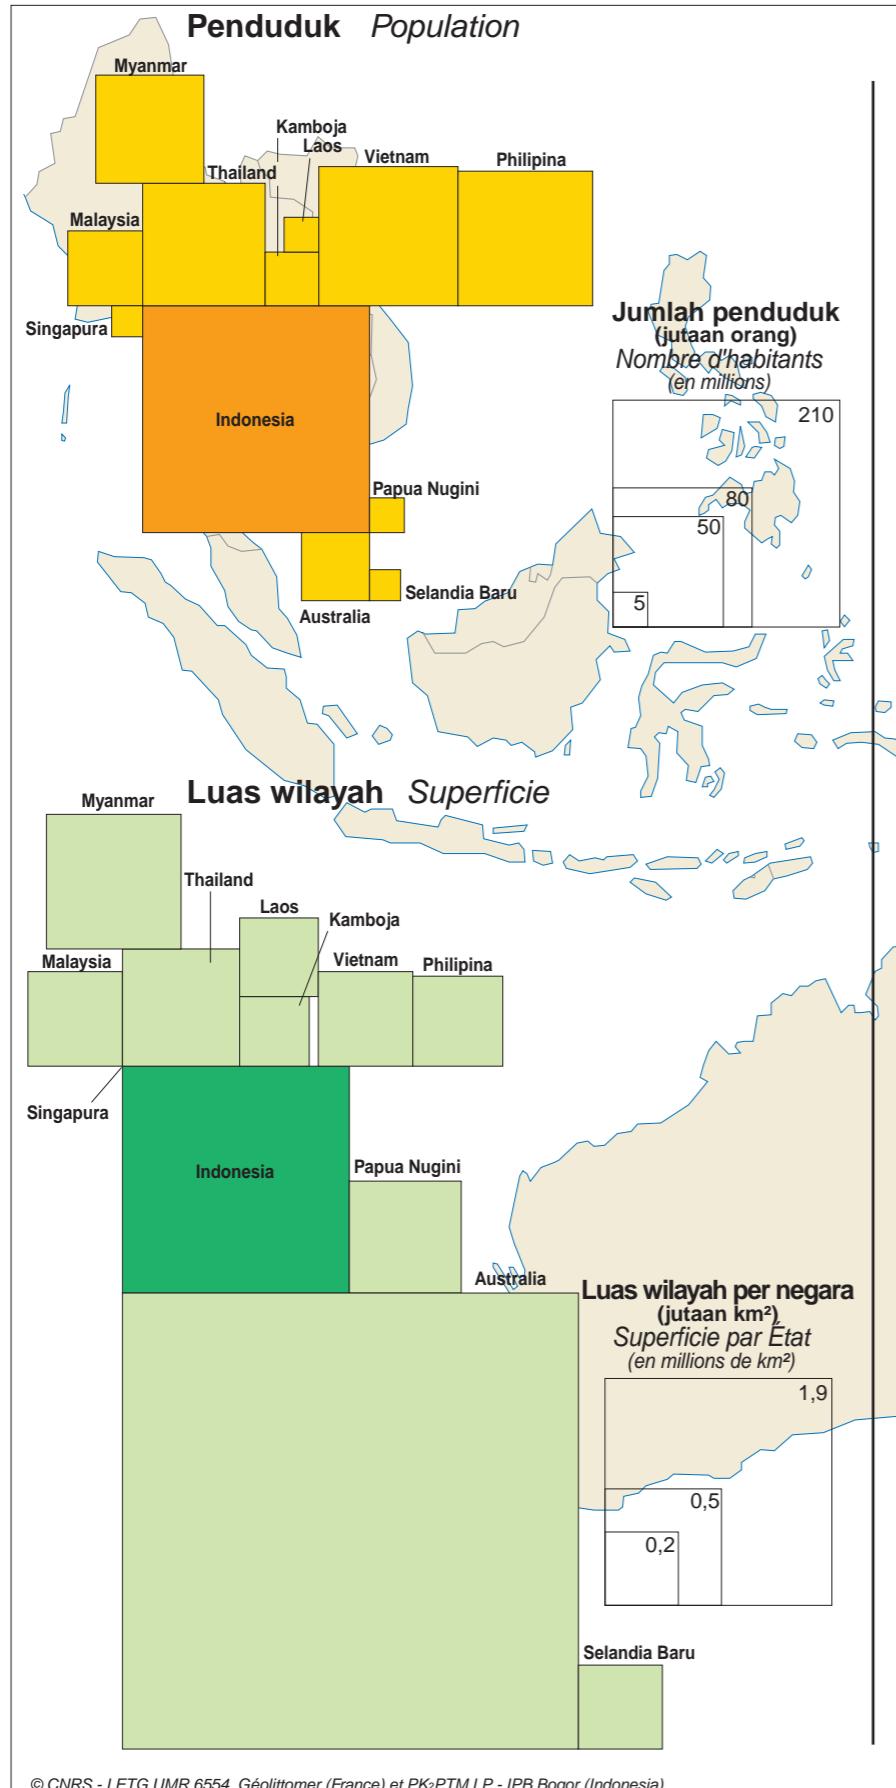 Penduduk Population
Myanmar
Kamboja
Laos
Thailand
Vietnam
Philipina
Malaysia
Singapura
Indonesia
Papua Nugini
Selandia Baru
Australia
Jumlah penduduk
(jutaan orang)
Nombre d'habitants
(en millions)
210
80
50
5
Luas wilayah Superficie
Myanmar
Thailand
Laos
Kamboja
Malaysia
Vietnam
Philipina
Singapura
Indonesia
Papua Nugini
Australia
Luas wilayah per negara
(jutaan km²)
Superficie par État
(en millions de km²)
1,9
0,5
0,2
Selandia Baru
© CNRS - LETG UMR 6554, Géolittomer (France) et PK2PTM LP - IPB Bogor (Indonesia)